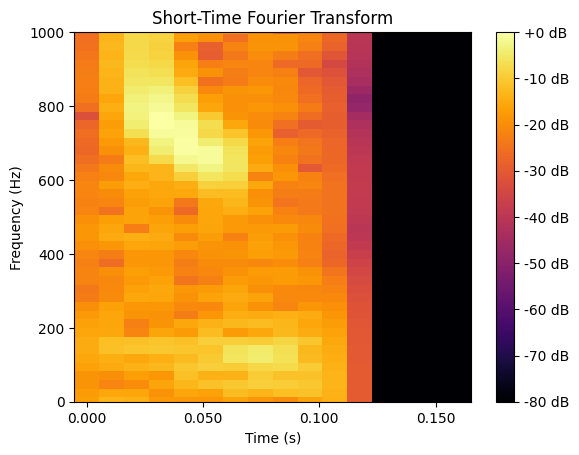 Short-Time Fourier Transform
1000
800
600
400
200
0
Frequency (Hz)
0.000
0.050
0.100
0.150
Time (s)
+0 dB
-10 dB
-20 dB
-30 dB
-40 dB
-50 dB
-60 dB
-70 dB
-80 dB